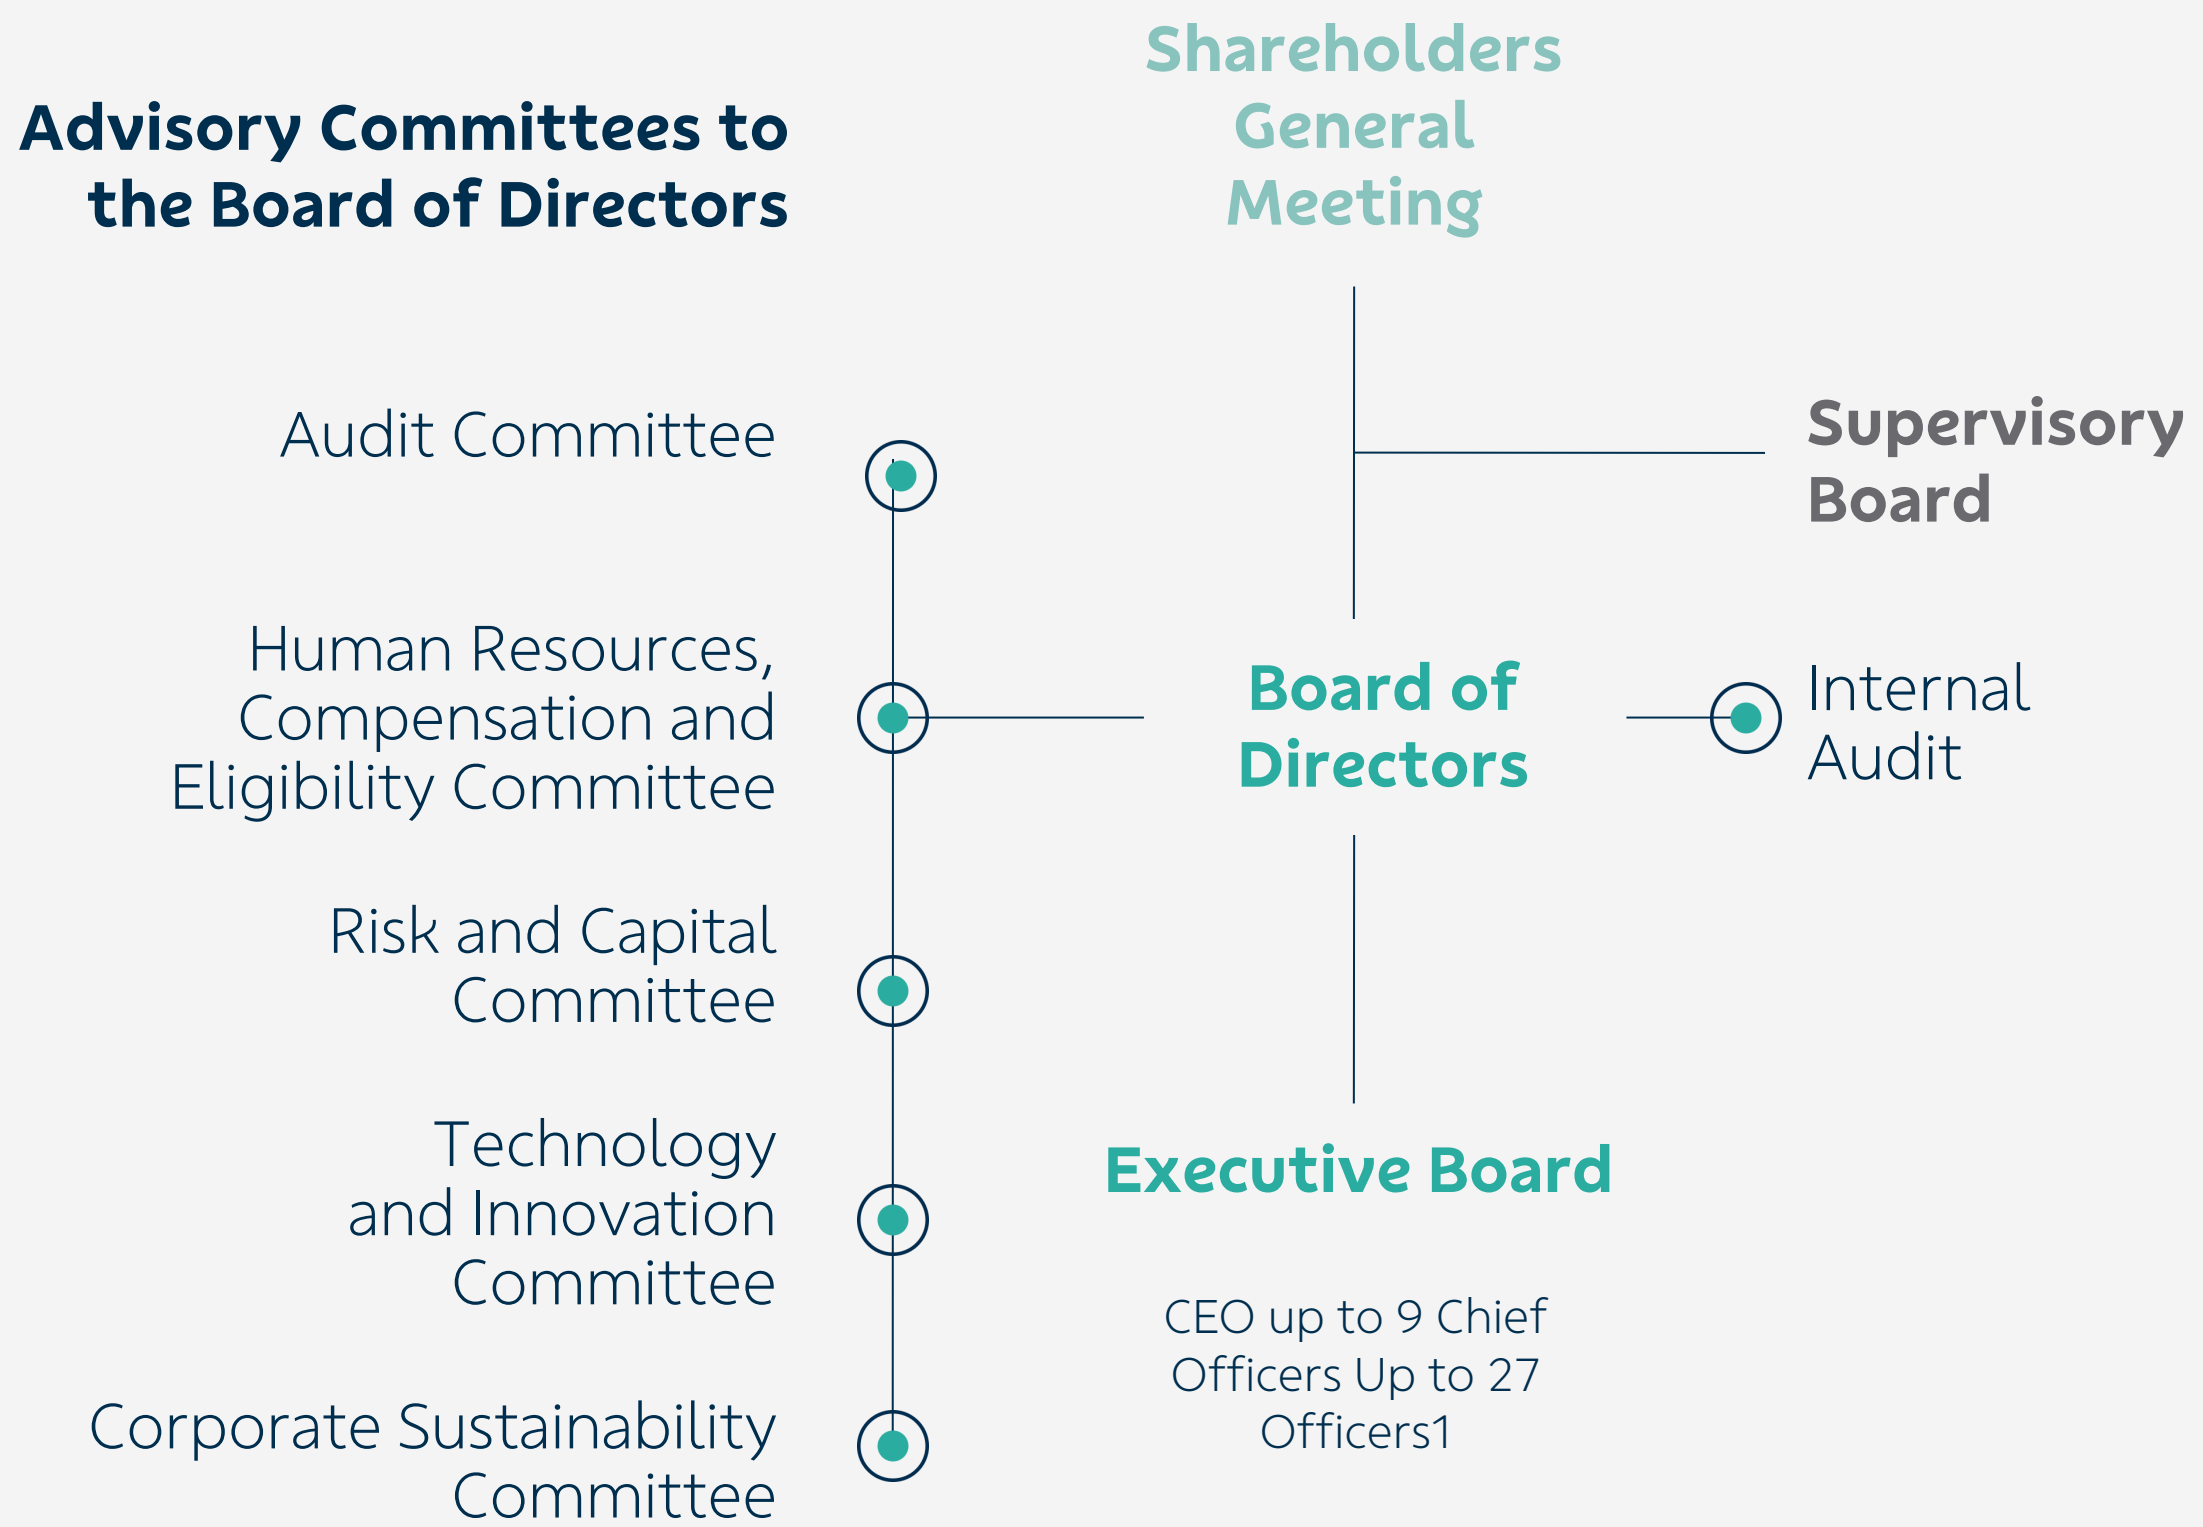 Advisory Committees to
the Board of Directors
Audit Committee
Human Resources,
Compensation and
Eligibility Committee
Risk and Capital
Committee
Technology
and Innovation
Committee
Corporate Sustainability
Committee
Shareholders
General
Meeting
Supervisory
Board
Board of
Directors
Internal
Audit
Executive Board
CEO up to 9 Chief
Officers Up to 27
Officers1